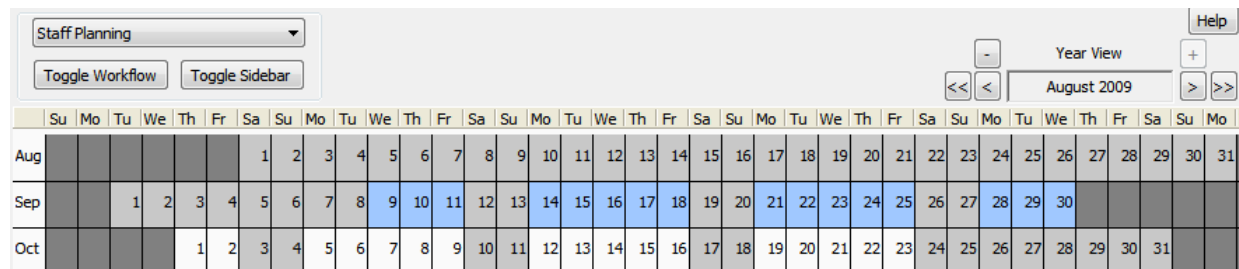 Help
Staff Planning
- Year View +
Toggle Workflow Toggle Sidebar
<< < August 2009 > >>
Su Mo Tu We Th Fr Sa Su Mo Tu We Th Fr Sa Su Mo Tu We Th Fr Sa Su Mo Tu We Th Fr Sa Su Mo Tu We Th Fr Sa Su Mo
Aug 1 2 3 4 5 6 7 8 9 10 11 12 13 14 15 16 17 18 19 20 21 22 23 24 25 26 27 28 29 30 31
Sep 1 2 3 4 5 6 7 8 9 10 11 12 13 14 15 16 17 18 19 20 21 22 23 24 25 26 27 28 29 30
Oct 1 2 3 4 5 6 7 8 9 10 11 12 13 14 15 16 17 18 19 20 21 22 23 24 25 26 27 28 29 30 31